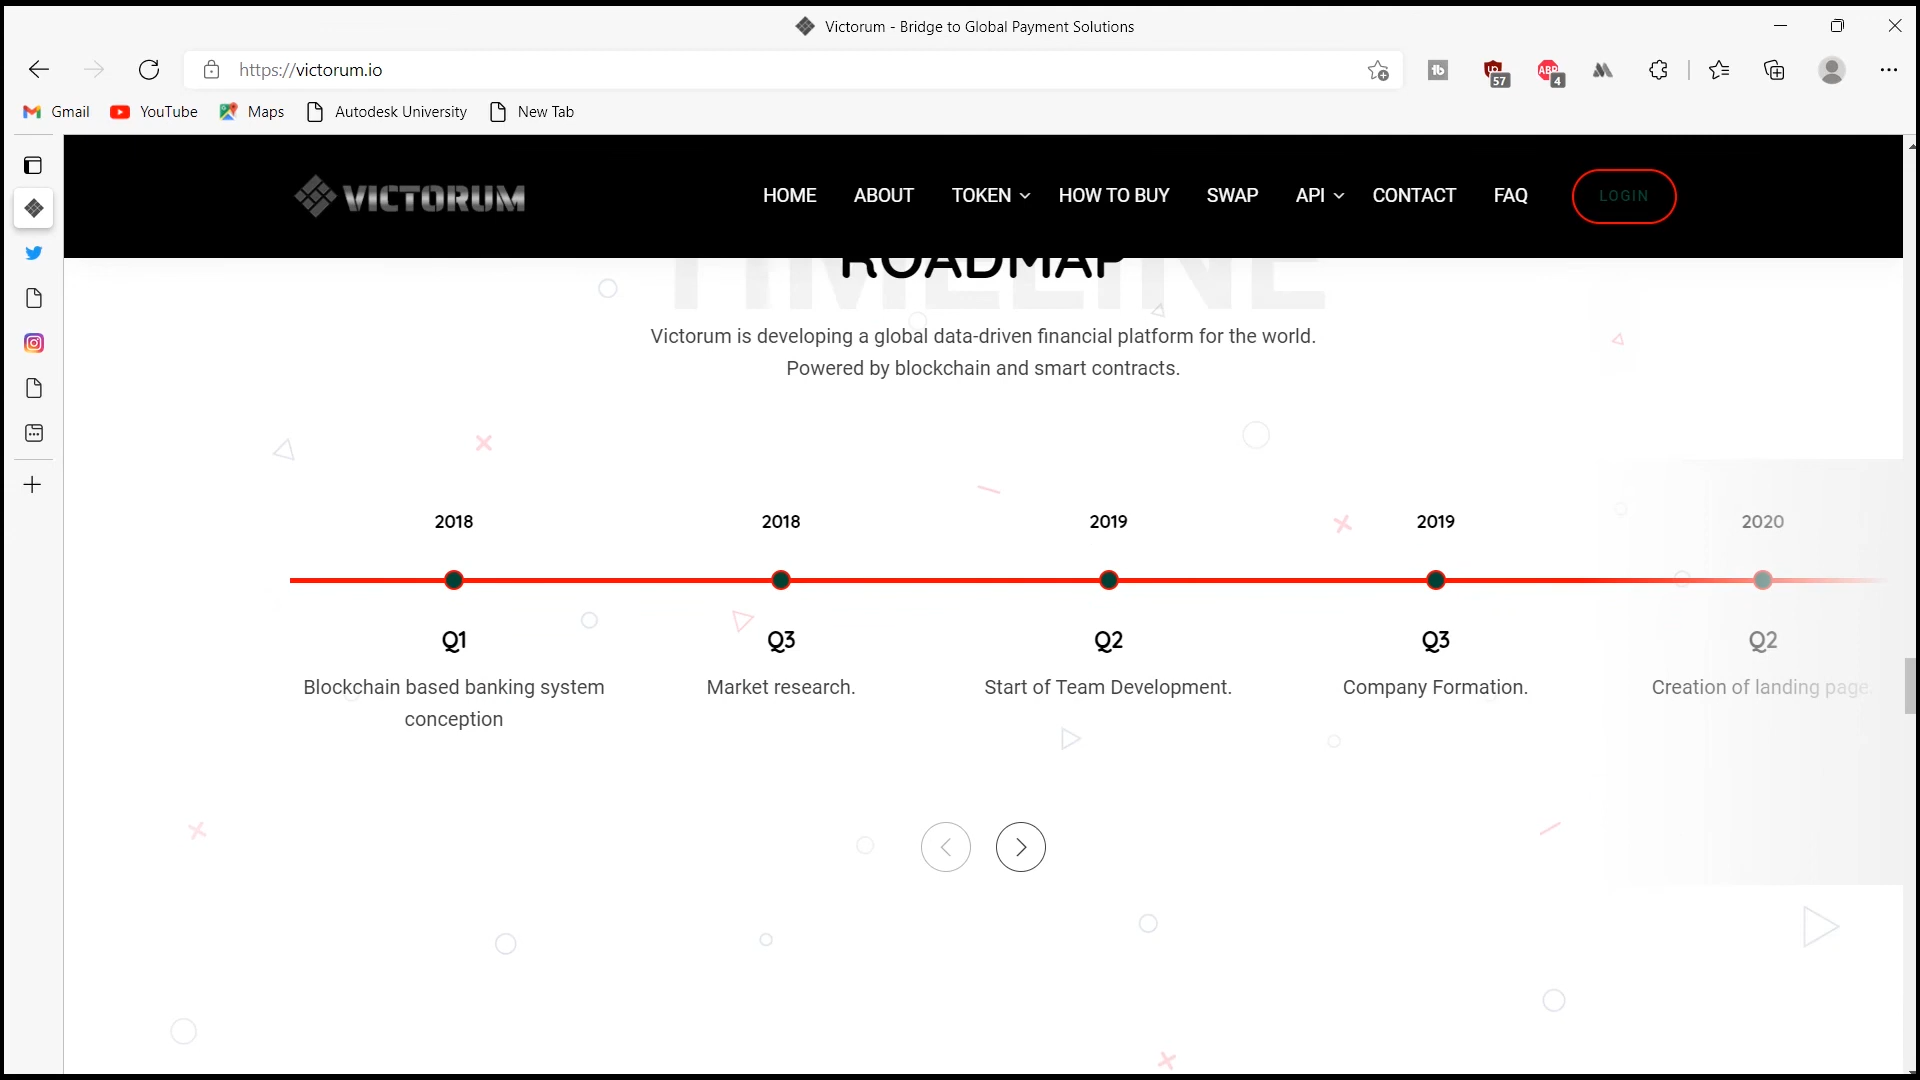 Victorum - Bridge to Global Payment Solutions
https://victorum.io
57
ABP
4
Gmail
YouTube
Maps
Autodesk University
New Tab
VICTORUM
HOME
ABOUT
TOKEN
HOW TO BUY
SWAP
API
CONTACT
FAQ
LOGIN
TIMELINE
ROADMAP
Victorum is developing a global data-driven financial platform for the world.
Powered by blockchain and smart contracts.
2018
2018
2019
2019
2020
Q1
Q3
Q2
Q3
Q2
Blockchain based banking system
conception
Market research.
Start of Team Development.
Company Formation.
Creation of landing page.